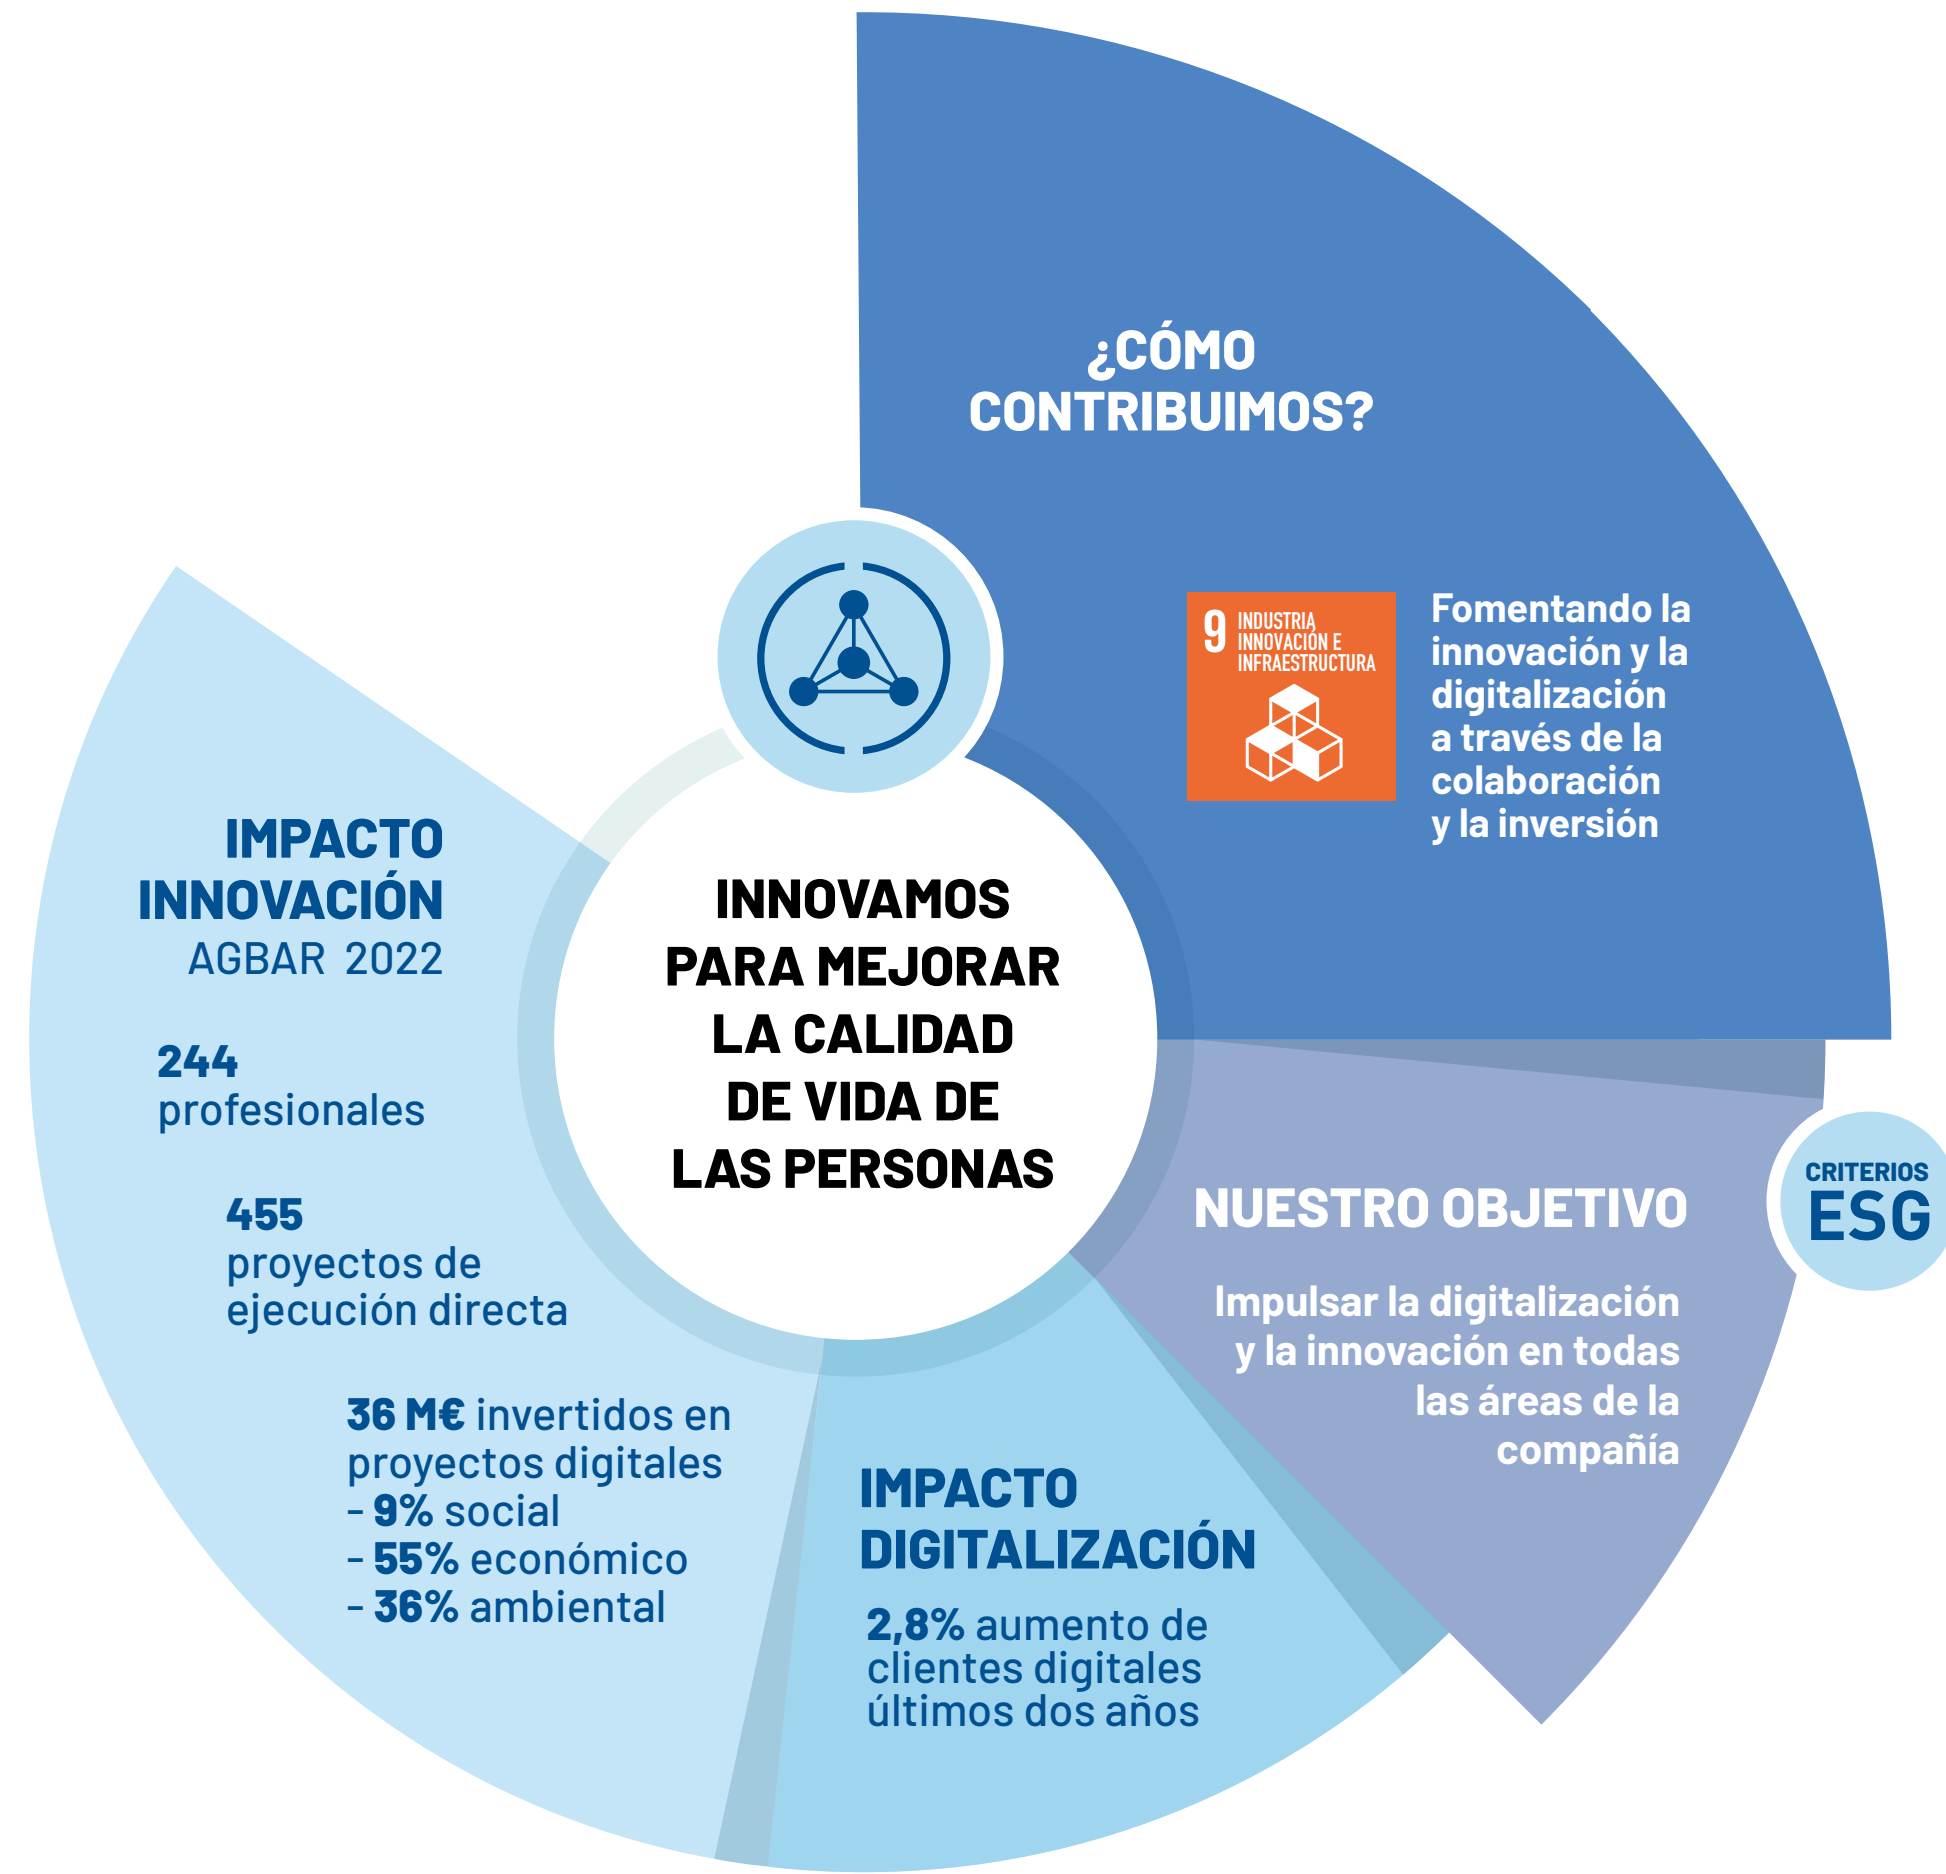 ¿CÓMO
CONTRIBUIMOS?
9
INDUSTRIA,
INNOVACIÓN E
INFRAESTRUCTURA
Fomentando la
innovación y la
digitalización
a través de la
colaboración
y la inversión
CRITERIOS
ESG
NUESTRO OBJETIVO
Impulsar la digitalización
y la innovación en todas
las áreas de la
compañía
IMPACTO
DIGITALIZACIÓN
2,8% aumento de
clientes digitales
últimos dos años
IMPACTO
INNOVACIÓN
AGBAR 2022
244
profesionales
455
proyectos de
ejecución directa
36 M€ invertidos en
proyectos digitales
- 9% social
- 55% económico
- 36% ambiental
INNOVAMOS
PARA MEJORAR
LA CALIDAD
DE VIDA DE
LAS PERSONAS